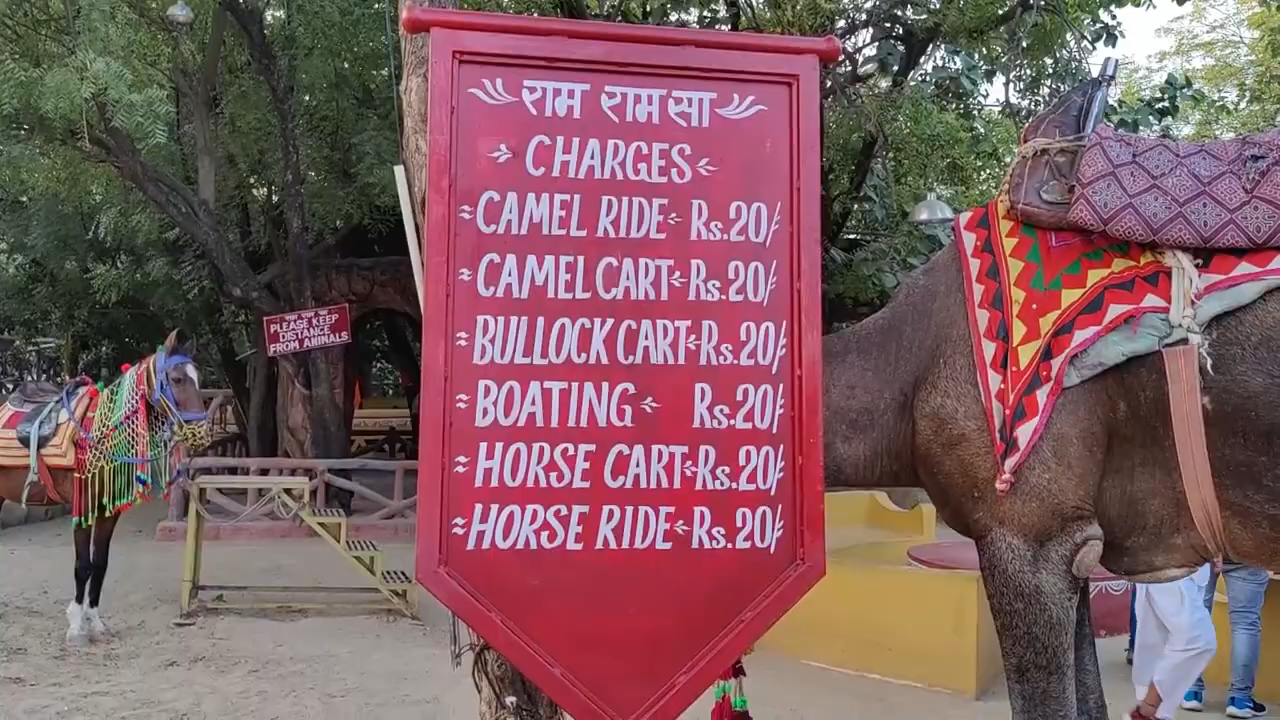 राम राम सा
CHARGES
CAMEL RIDE Rs.20/-
CAMEL CART Rs.20/-
BULLOCK CART Rs.20/-
BOATING Rs.20/-
HORSE CART Rs.20/-
HORSE RIDE Rs.20/-
राम राम सा
PLEASE KEEP
DISTANCE
FROM ANIMALS